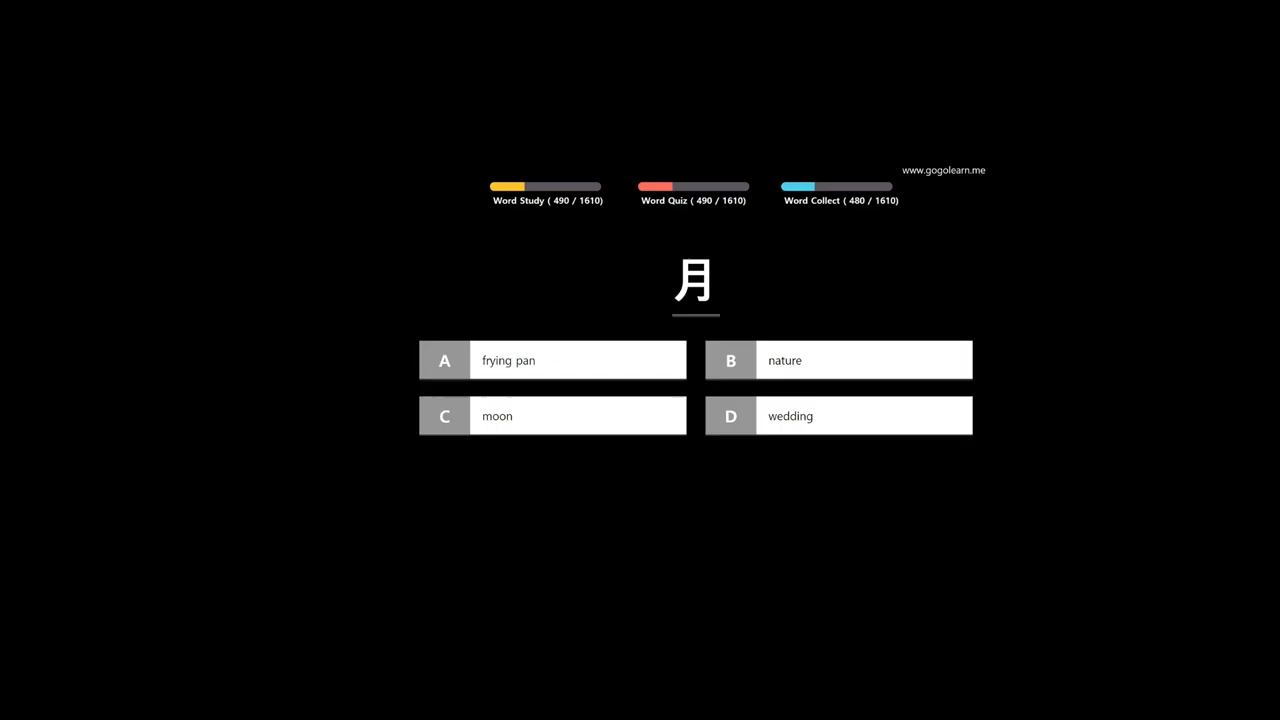 www.gogolearn.me
Word Study ( 490 / 1610) Word Quiz ( 490 / 1610) Word Collect ( 480 / 1610)
月
A frying pan B nature
C moon D wedding